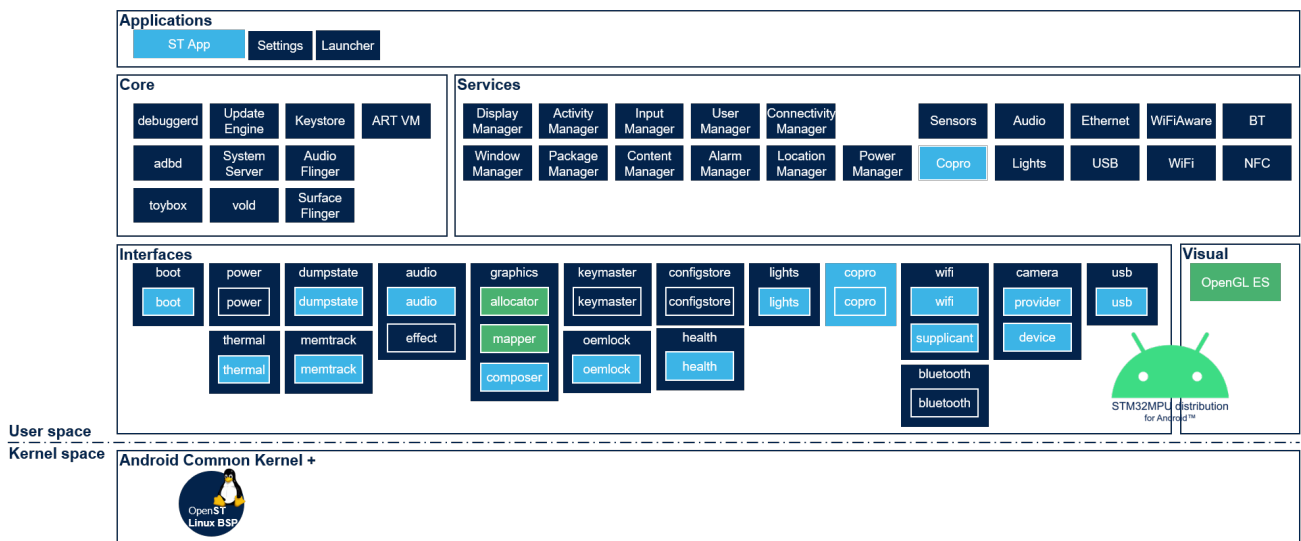 Applications
ST App
Settings
Launcher
Core
debuggerd
Update
Engine
Keystore
ART VM
adbd
System
Server
Audio
Flinger
toybox
vold
Surface
Flinger
Services
Display
Manager
Activity
Manager
Input
Manager
User
Manager
Connectivity
Manager
Sensors
Audio
Ethernet
WiFiAware
BT
Window
Manager
Package
Manager
Content
Manager
Alarm
Manager
Location
Manager
Power
Manager
Copro
Lights
USB
WiFi
NFC
Interfaces
boot
boot
power
power
thermal
thermal
dumpstate
dumpstate
memtrack
memtrack
audio
audio
effect
graphics
allocator
mapper
composer
keymaster
keymaster
oemlock
oemlock
configstore
configstore
health
health
lights
lights
copro
copro
wifi
wifi
supplicant
bluetooth
bluetooth
camera
provider
device
usb
usb
Visual
OpenGL ES
STM32MPU distribution
for Android™
User space
Kernel space
Android Common Kernel +
OpenST
Linux BSP